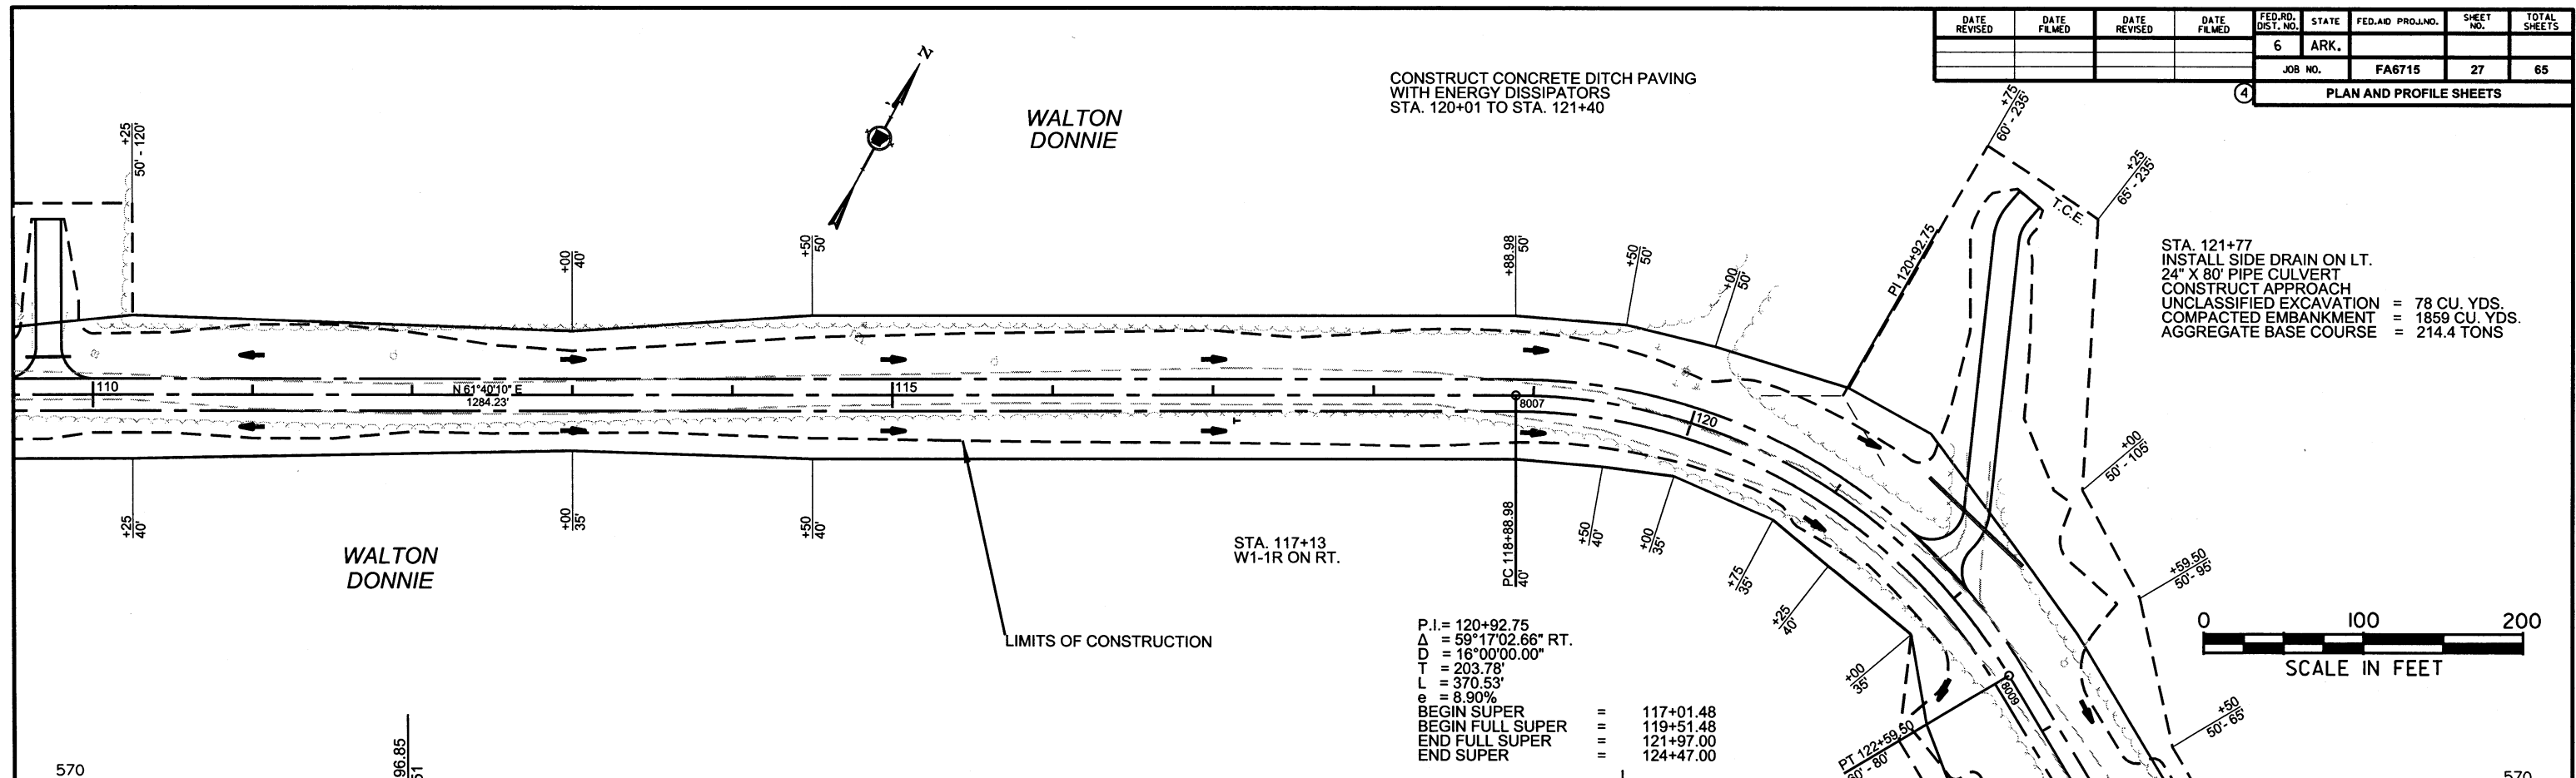 DATE REVISED
DATE FILMED
DATE REVISED
DATE FILMED
FED.RD. DIST. NO.
STATE
FED.AID PROJ.NO.
SHEET NO.
TOTAL SHEETS
6
ARK.
JOB NO.
FA6715
27
65
4
PLAN AND PROFILE SHEETS
N
WALTON
DONNIE
CONSTRUCT CONCRETE DITCH PAVING
WITH ENERGY DISSIPATORS
STA. 120+01 TO STA. 121+40
+25
50' - 120'
+00
40'
+50
50'
+88.98
50'
+50
50'
+00
50'
PI 120+92.75
+75
60' - 235'
+25
65' - 235'
T.C.E.
STA. 121+77
INSTALL SIDE DRAIN ON LT.
24" X 80' PIPE CULVERT
CONSTRUCT APPROACH
UNCLASSIFIED EXCAVATION = 78 CU. YDS.
COMPACTED EMBANKMENT = 1859 CU. YDS.
AGGREGATE BASE COURSE = 214.4 TONS
110
N 61°40'10" E
1284.23'
115
T
8007
120
+00
50' - 105'
+25
40'
+00
35'
+50
40'
PC 118+88.98
40'
+50
40'
+00
35'
+75
35'
+25
40'
+00
35'
WALTON
DONNIE
STA. 117+13
W1-1R ON RT.
LIMITS OF CONSTRUCTION
+59.50
50' - 95'
0 100 200
SCALE IN FEET
P.I.= 120+92.75
Δ = 59°17'02.66" RT.
D = 16°00'00.00"
T = 203.78'
L = 370.53'
e = 8.90%
BEGIN SUPER = 117+01.48
BEGIN FULL SUPER = 119+51.48
END FULL SUPER = 121+97.00
END SUPER = 124+47.00
8009
PT 122+59.50
+50
50' - 65'
96.85
570
570